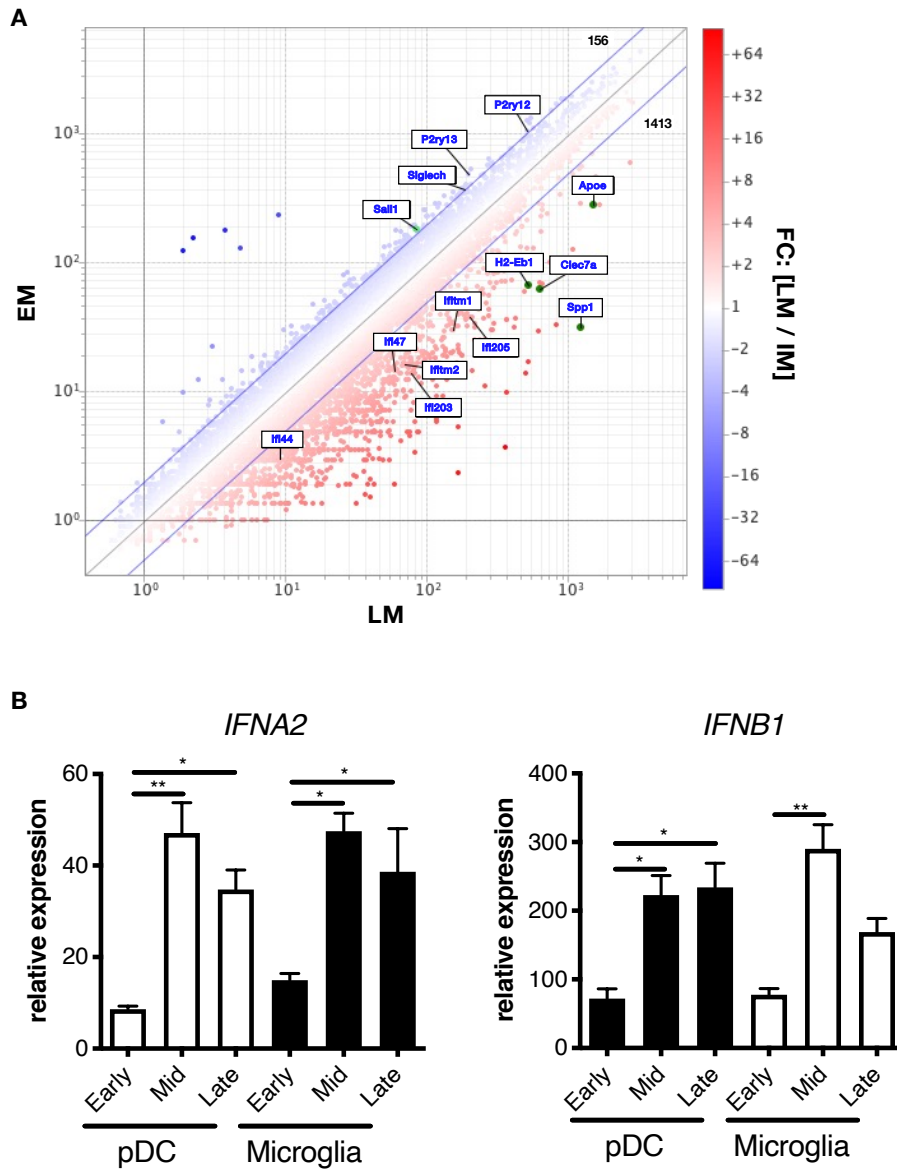 A
156
1413
P2ry12
P2ry13
Siglech
Sall1
Apoe
H2-Eb1
Clec7a
Ifitm1
Spp1
Ifi47
Ifi205
Ifitm2
Ifi203
Ifi44
10³
10²
10¹
10⁰
EM
10⁰ 10¹ 10² 10³
LM
+64
+32
+16
+8
+4
+2
1
−2
−4
−8
−16
−32
−64
FC: [LM / IM]
B
IFNA2
relative expression
60
40
20
0
* ** * *
Early Mid Late Early Mid Late
pDC Microglia
IFNB1
relative expression
400
300
200
100
0
* * **
Early Mid Late Early Mid Late
pDC Microglia